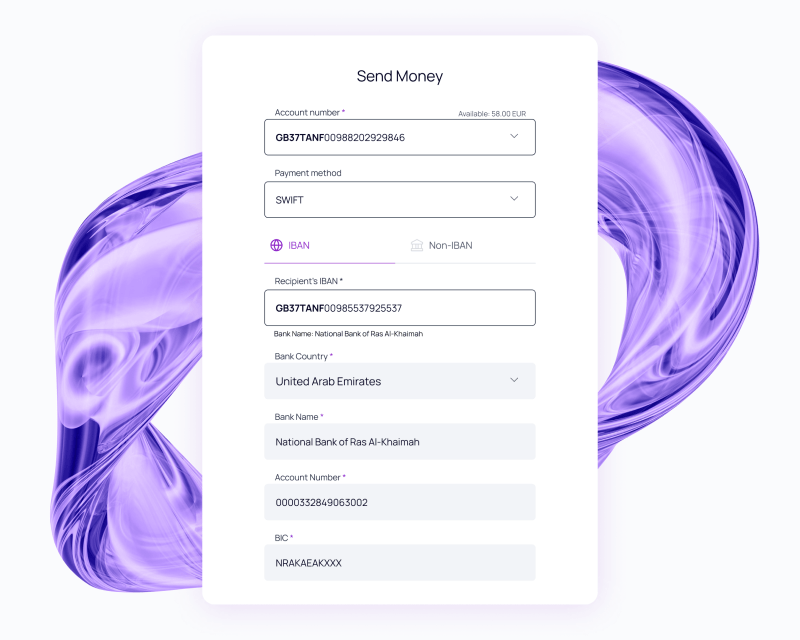 Send Money
Account number *
Available: 58.00 EUR
GB37TANF00988202929846
Payment method
SWIFT
IBAN
Non-IBAN
Recipient's IBAN *
GB37TANF00985537925537
Bank Name: National Bank of Ras Al-Khaimah
Bank Country *
United Arab Emirates
Bank Name *
National Bank of Ras Al-Khaimah
Account Number *
0000332849063002
BIC *
NRAKAEAKXXX